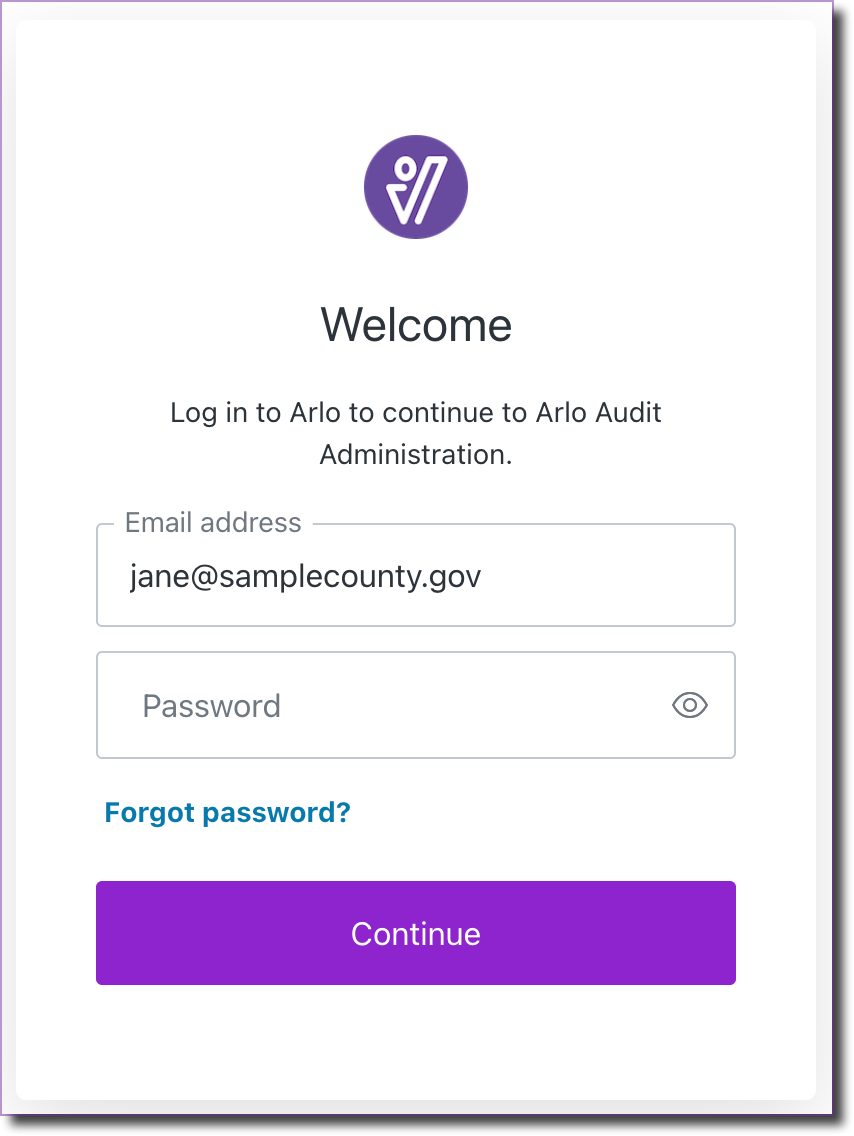 Welcome
Log in to Arlo to continue to Arlo Audit
Administration.
Email address
jane@samplecounty.gov
Password
Forgot password?
Continue